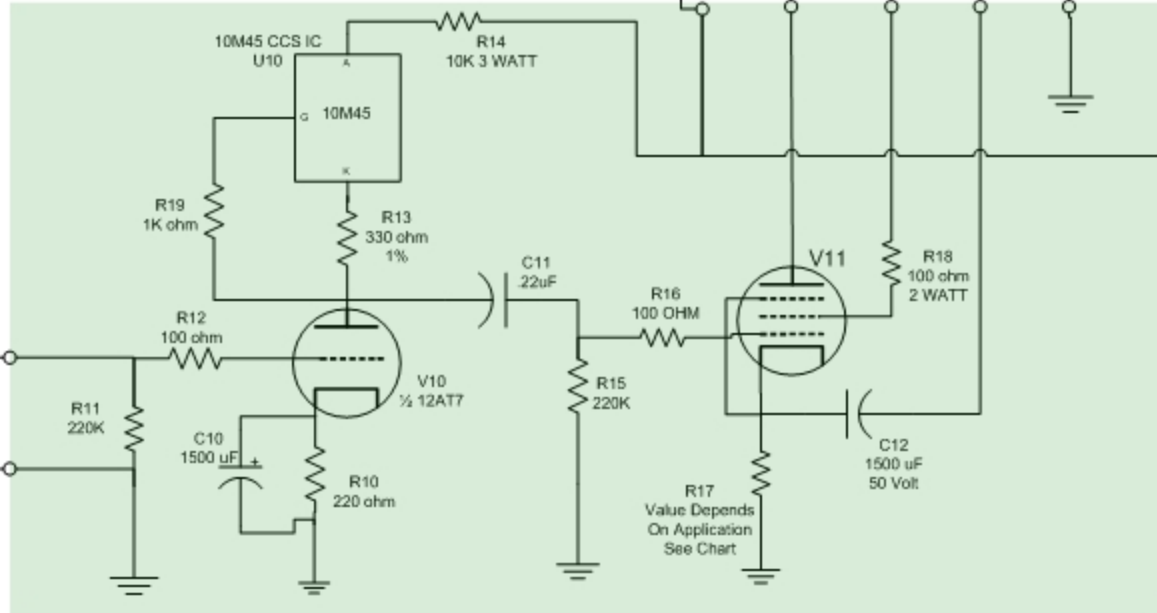 10M45 CCS IC
U10
A
G
10M45
K
R14
10K 3 WATT
R19
1K ohm
R13
330 ohm
1%
C11
.22uF
R12
100 ohm
V10
½ 12AT7
R11
220K
C10
1500 uF
+
R10
220 ohm
R16
100 OHM
R15
220K
V11
R18
100 ohm
2 WATT
C12
1500 uF
50 Volt
R17
Value Depends
On Application
See Chart